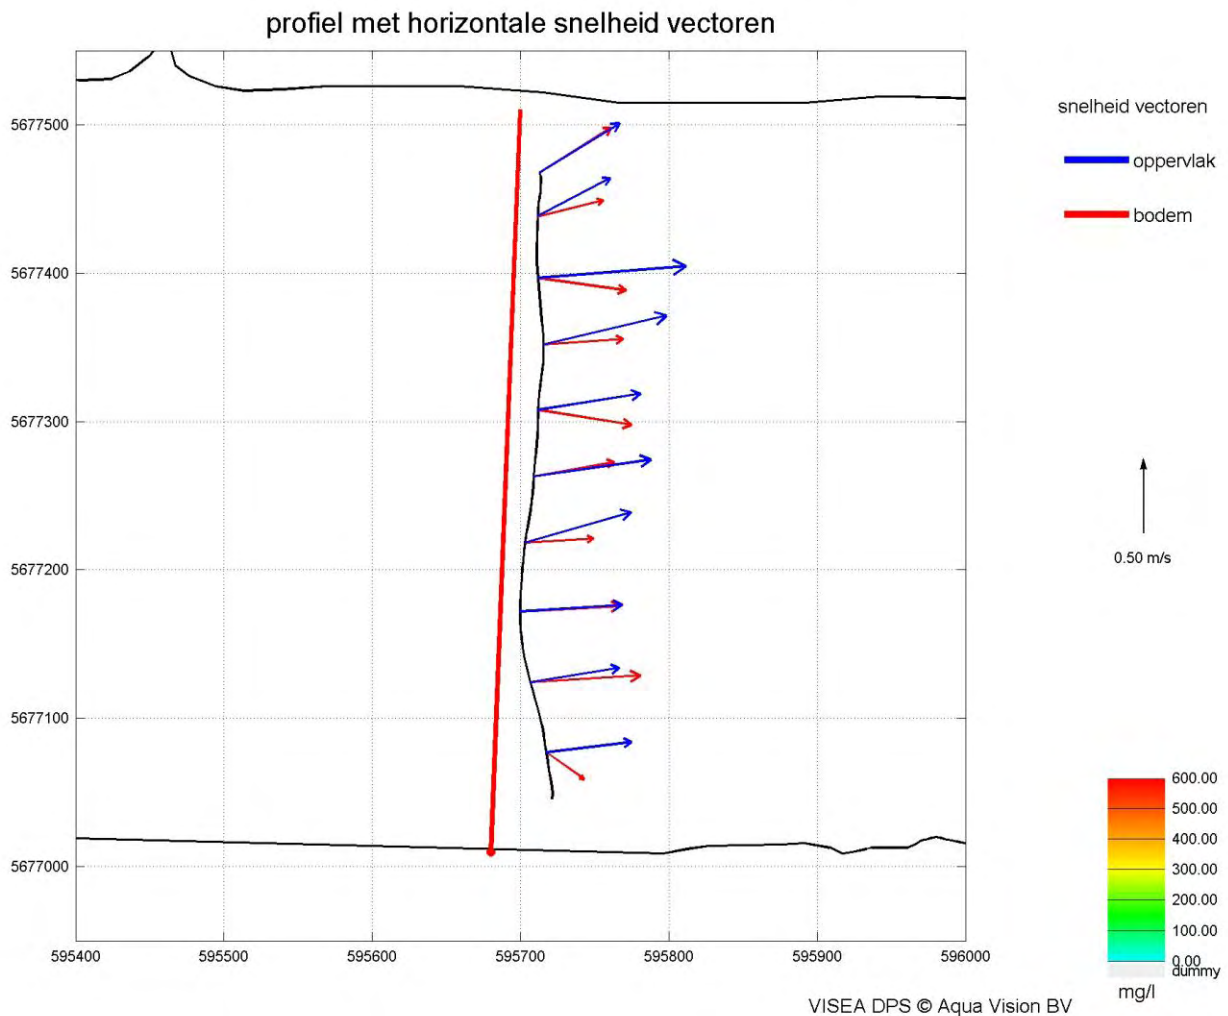 profiel met horizontale snelheid vectoren
snelheid vectoren
oppervlak
bodem
5677500
5677400
5677300
5677200
5677100
5677000
595400
595500
595600
595700
595800
595900
596000
0.50 m/s
600.00
500.00
400.00
300.00
200.00
100.00
0.00
dummy
mg/l
VISEA DPS © Aqua Vision BV